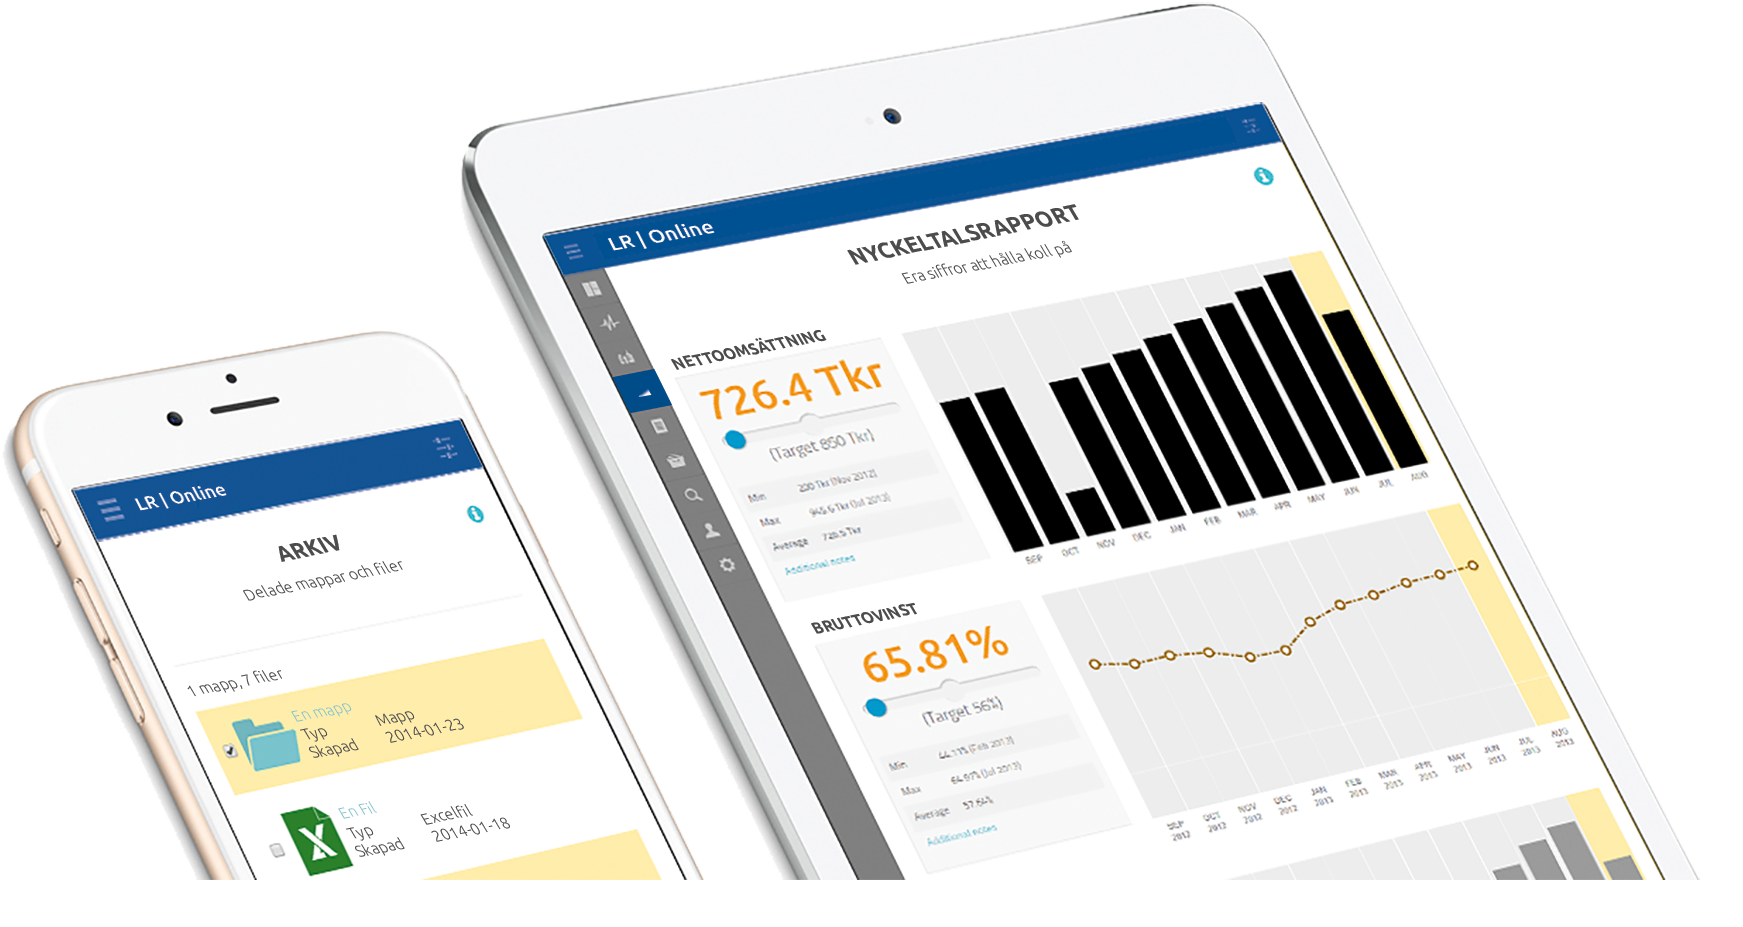 LR | Online
ARKIV
Delade mappar och filer
1 mapp, 7 filer
En mapp
Typ Mapp
Skapad 2014-01-23
En Fil
Typ Excelfil
Skapad 2014-01-18
LR | Online
NYCKELTALSRAPPORT
Era siffror att hålla koll på
NETTOOMSÄTTNING
726.4 Tkr
(Target 850 Tkr)
Min 220 Tkr (Nov 2012)
Max 945.6 Tkr (Jul 2013)
Average 726.5 Tkr
Additional notes
SEP OCT NOV DEC JAN FEB MAR APR MAY JUN JUL AUG
BRUTTOVINST
65.81%
(Target 56%)
Min 44.11% (Feb 2013)
Max 64.97% (Jul 2013)
Average 57.64%
Additional notes
SEP OCT NOV DEC JAN FEB MAR APR MAY JUN JUL AUG
2012 2012 2012 2012 2013 2013 2013 2013 2013 2013 2013 2013